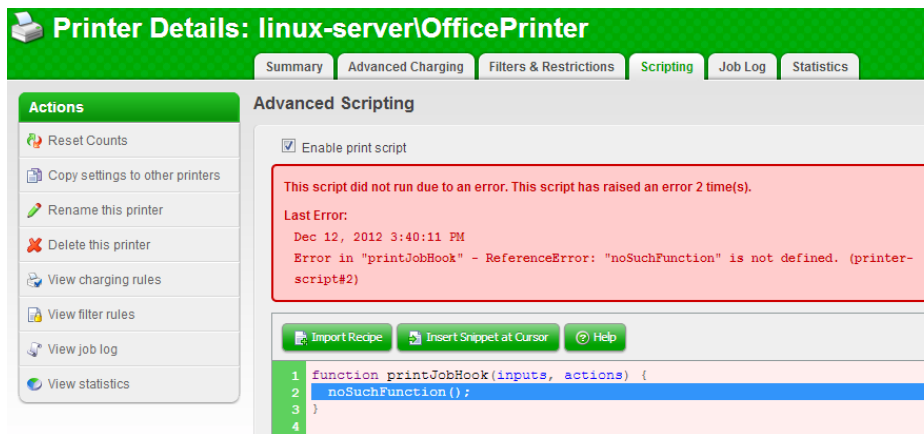 Printer Details: linux-server\OfficePrinter
Summary
Advanced Charging
Filters & Restrictions
Scripting
Job Log
Statistics
Actions
Reset Counts
Copy settings to other printers
Rename this printer
Delete this printer
View charging rules
View filter rules
View job log
View statistics
Advanced Scripting
Enable print script
This script did not run due to an error. This script has raised an error 2 time(s).
Last Error:
Dec 12, 2012 3:40:11 PM
Error in "printJobHook" - ReferenceError: "noSuchFunction" is not defined. (printer-
script#2)
Import Recipe
Insert Snippet at Cursor
Help
1 function printJobHook(inputs, actions) {
2 noSuchFunction();
3 }
4